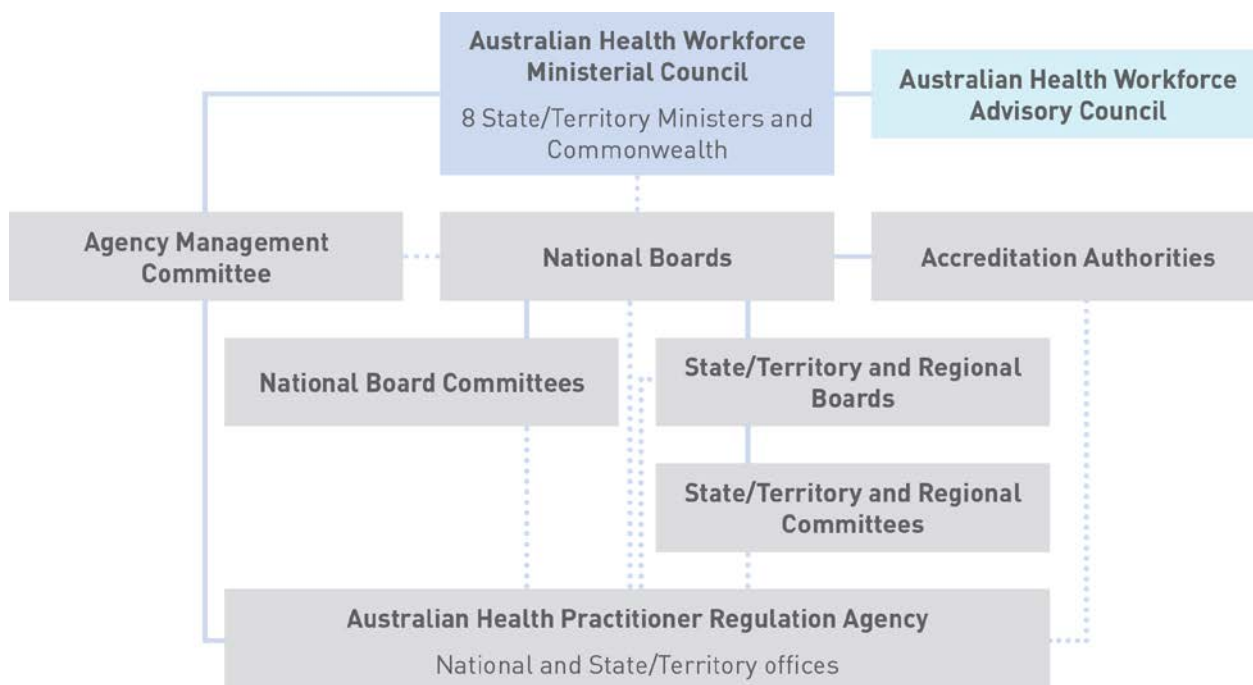 Australian Health Workforce
Ministerial Council
8 State/Territory Ministers and
Commonwealth
Australian Health Workforce
Advisory Council
Agency Management
Committee
National Boards
Accreditation Authorities
National Board Committees
State/Territory and Regional
Boards
State/Territory and Regional
Committees
Australian Health Practitioner Regulation Agency
National and State/Territory offices